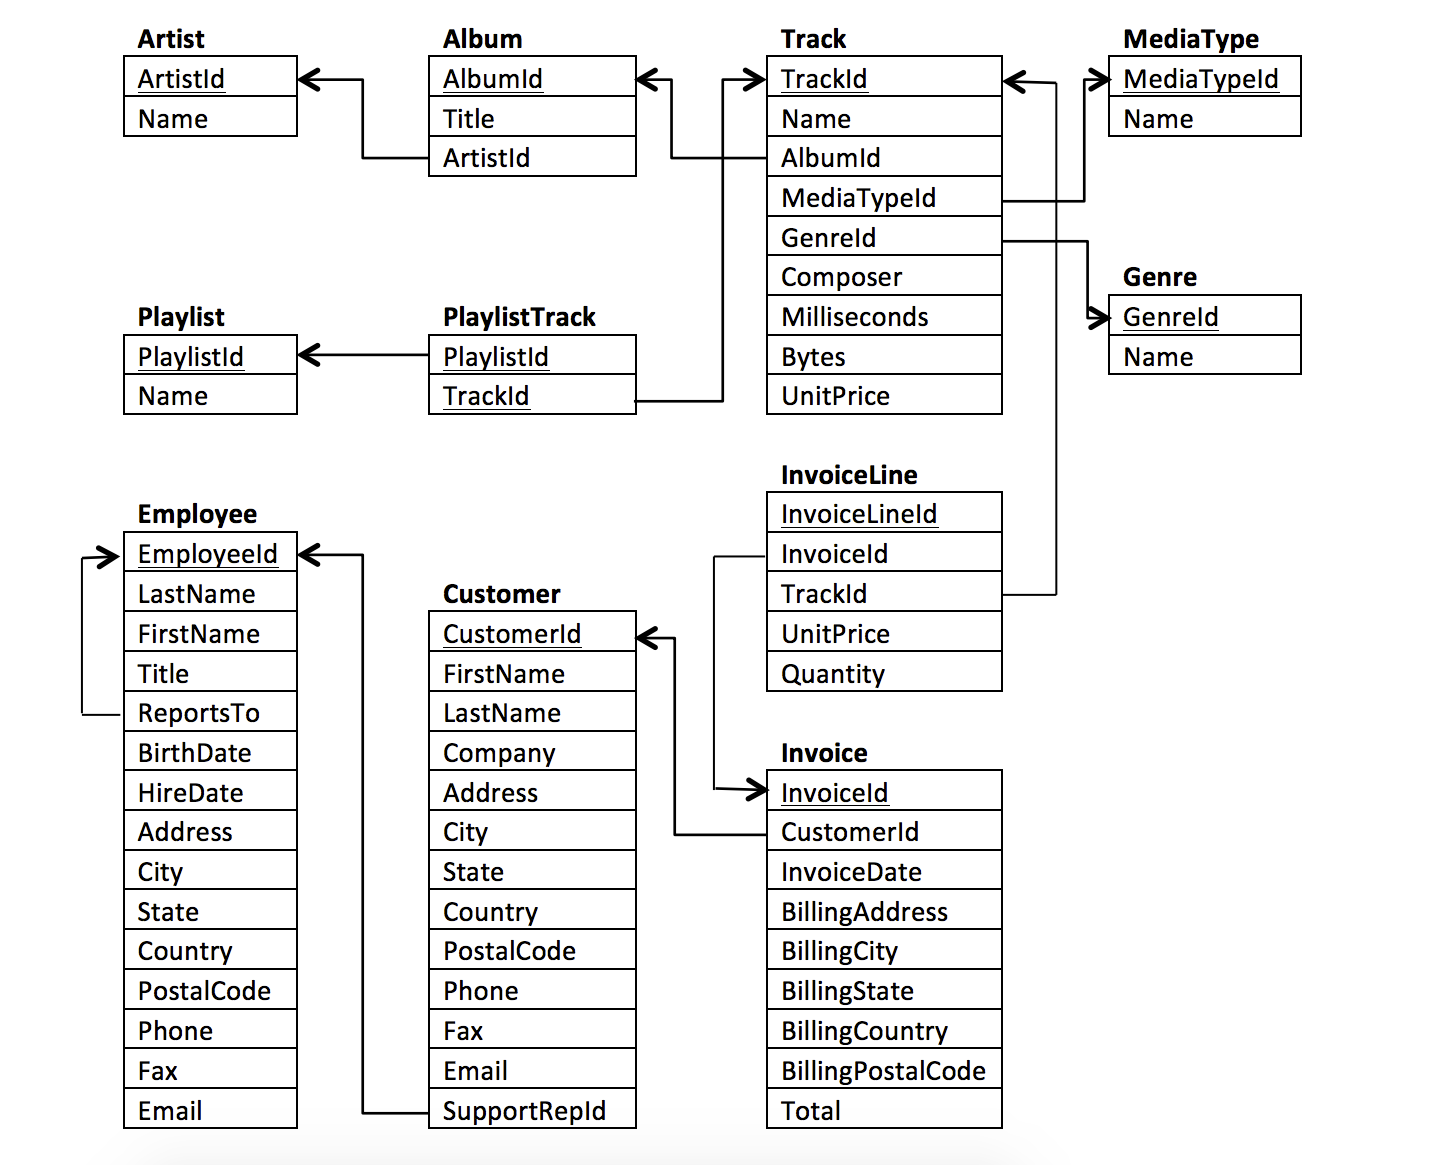 Artist
ArtistId
Name
Album
AlbumId
Title
ArtistId
Track
TrackId
Name
AlbumId
MediaTypeId
GenreId
Composer
Milliseconds
Bytes
UnitPrice
MediaType
MediaTypeId
Name
Genre
GenreId
Name
Playlist
PlaylistId
Name
PlaylistTrack
PlaylistId
TrackId
Employee
EmployeeId
LastName
FirstName
Title
ReportsTo
BirthDate
HireDate
Address
City
State
Country
PostalCode
Phone
Fax
Email
Customer
CustomerId
FirstName
LastName
Company
Address
City
State
Country
PostalCode
Phone
Fax
Email
SupportRepId
InvoiceLine
InvoiceLineId
InvoiceId
TrackId
UnitPrice
Quantity
Invoice
InvoiceId
CustomerId
InvoiceDate
BillingAddress
BillingCity
BillingState
BillingCountry
BillingPostalCode
Total